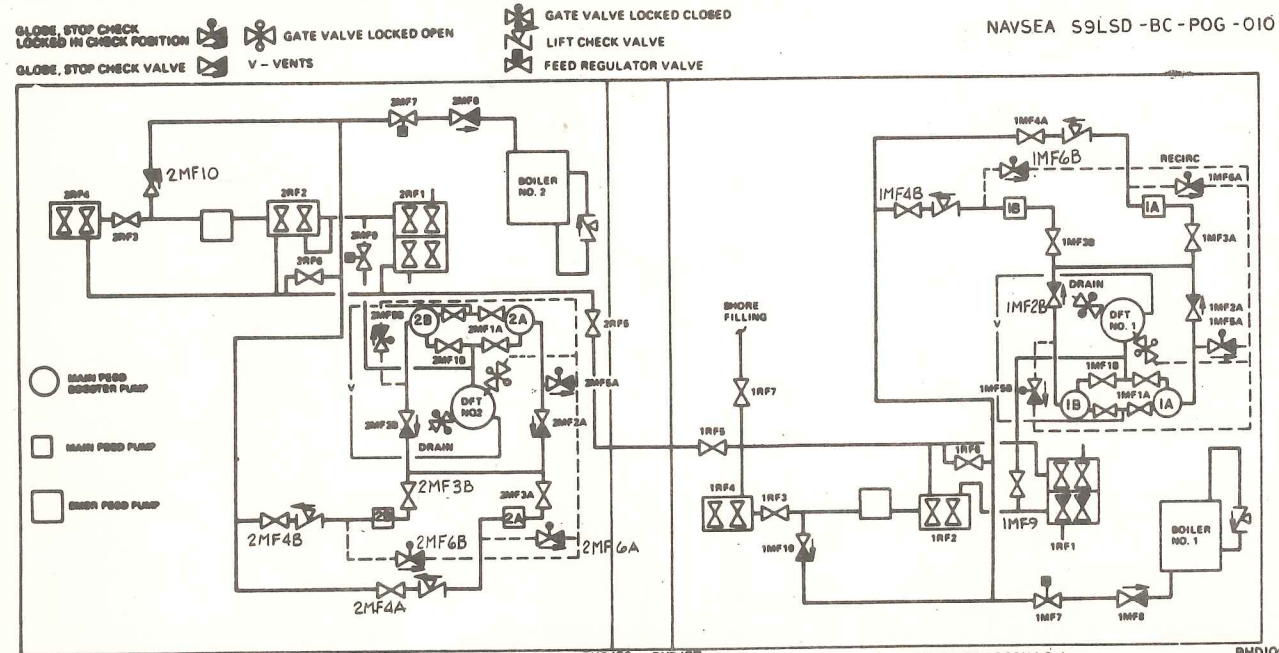 NAVSEA S9LSD-BC-POG-010
GLOBE, STOP CHECK
LOCKED IN CHECK POSITION
GATE VALVE LOCKED OPEN
GATE VALVE LOCKED CLOSED
LIFT CHECK VALVE
GLOBE, STOP CHECK VALVE
V - VENTS
FEED REGULATOR VALVE
2MF7
2MF8
2MF10
2RF4
2RF3
2RF2
2RF1
BOILER
NO. 2
2MF9
2RF6
2RF5
2MF5B
2B
2MF1A
2A
2MF1B
V
DFT
NO2
2MF5A
2MF2B
DRAIN
2MF2A
2MF3B
2MF3A
2B
2A
2MF4B
2MF6B
2MF6A
2MF4A
MAIN FEED
BOOSTER PUMP
MAIN FEED PUMP
EMER FEED PUMP
1MF4A
1MF6B
RECIRC
1MF6A
1MF4B
1B
1A
1MF3B
1MF3A
DRAIN
1MF2B
V
DFT
NO. 1
1MF2A
1MF5A
1MF1B
1MF5B
1MF1A
1B
1A
SHORE
FILLING
1RF7
1RF5
1RF6
1RF4
1RF3
1RF2
1MF9
1RF1
1MF10
BOILER
NO. 1
1MF7
1MF8